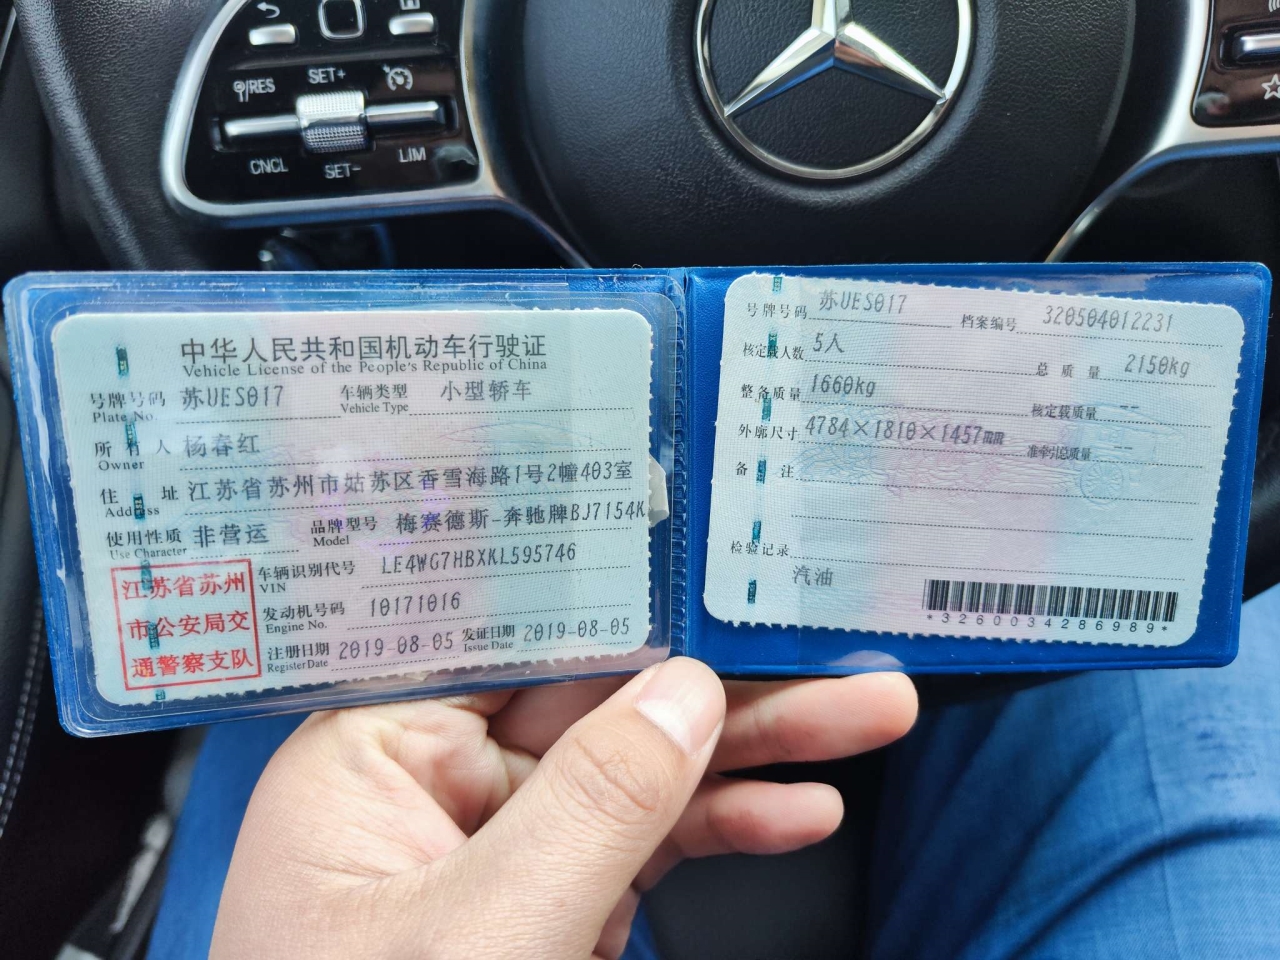 SET+
/RES
CNCL
LIM
SET-
中华人民共和国机动车行驶证
Vehicle License of the People's Republic of China
号牌号码 苏UES017 车辆类型 小型轿车
Plate No. Vehicle Type
所有人 杨春红
Owner
住址 江苏省苏州市姑苏区香雪海路1号2幢403室
Address
使用性质 非营运 品牌型号 梅赛德斯-奔驰牌BJ7154K
Use Character Model
江苏省苏州
市公安局交
通警察支队
车辆识别代号 LE4WG7HBXKL595746
VIN
发动机号码 10171016
Engine No.
注册日期 2019-08-05 发证日期 2019-08-05
Register Date Issue Date
号牌号码 苏UES017 档案编号 320504012231
核定载人数 5人 总质量 2150kg
整备质量 1660kg 核定载质量 --
外廓尺寸 4784×1810×1457mm 准牵引总质量 --
备注
检验记录
汽油
*3260034286989*